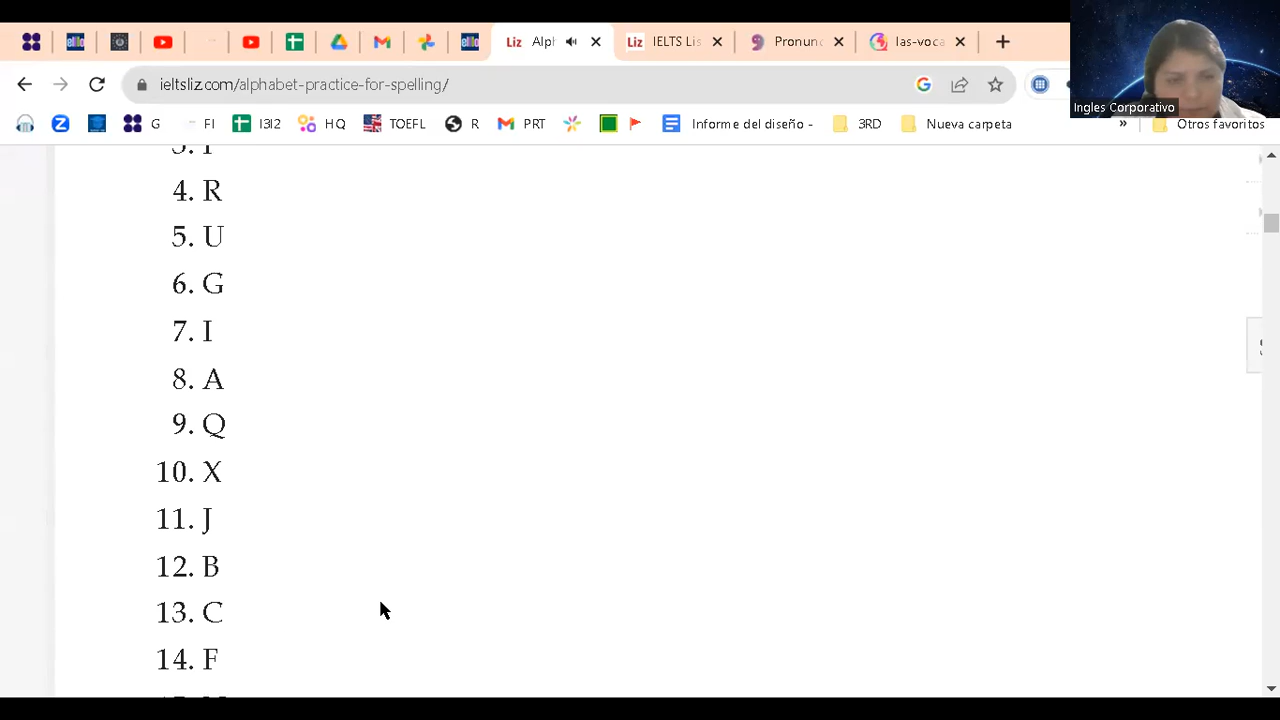 Liz Alph
Liz IELTS Lis
Pronunc
las-voca
ieltsliz.com/alphabet-practice-for-spelling/
Ingles Corporativo
G
FI
I3I2
HQ
TOEFL
R
PRT
Informe del diseño -
3RD
Nueva carpeta
»
Otros favoritos
4. R
5. U
6. G
7. I
8. A
9. Q
10. X
11. J
12. B
13. C
14. F